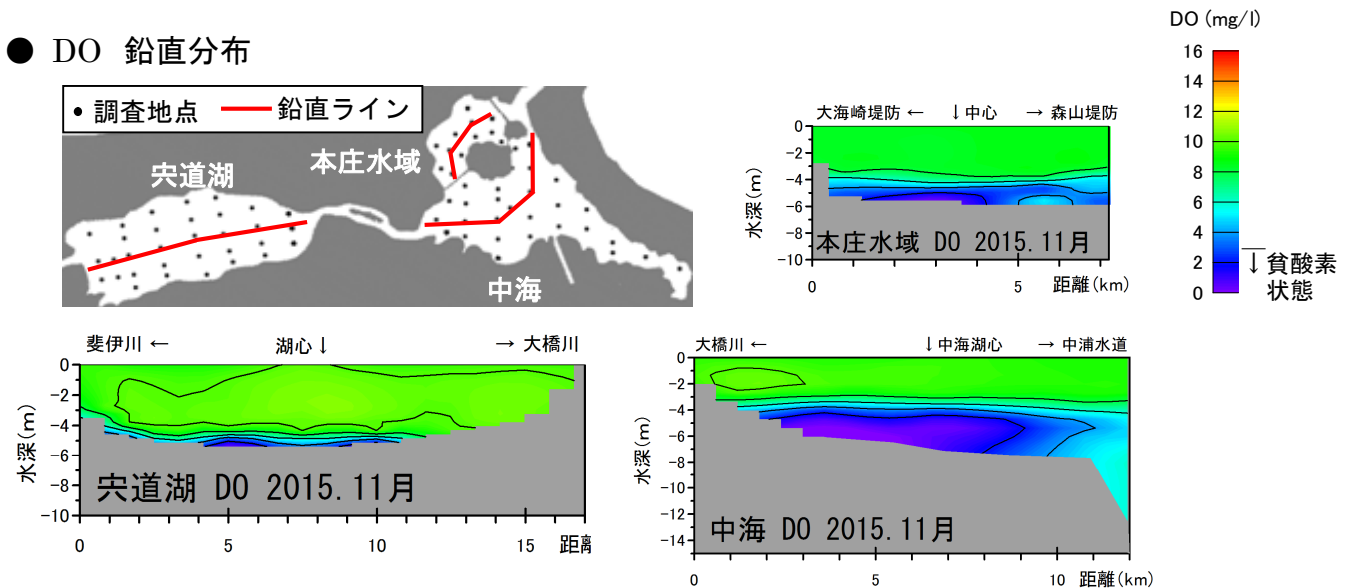 ● DO 鉛直分布
• 調査地点 ― 鉛直ライン
宍道湖
本庄水域
中海
大海崎堤防 ← ↓中心 → 森山堤防
水深(m)
0
-2
-4
-6
-8
-10
本庄水域 DO 2015.11月
0 5 距離(km)
DO (mg/l)
16
14
12
10
8
6
4
2
0
↓ 貧酸素
状態
斐伊川 ← 湖心 ↓ → 大橋川
水深(m)
0
-2
-4
-6
-8
-10
宍道湖 DO 2015.11月
0 5 10 15 距離
大橋川 ← ↓中海湖心 → 中浦水道
水深(m)
0
-2
-4
-6
-8
-10
-12
-14
中海 DO 2015.11月
0 5 10 距離(km)